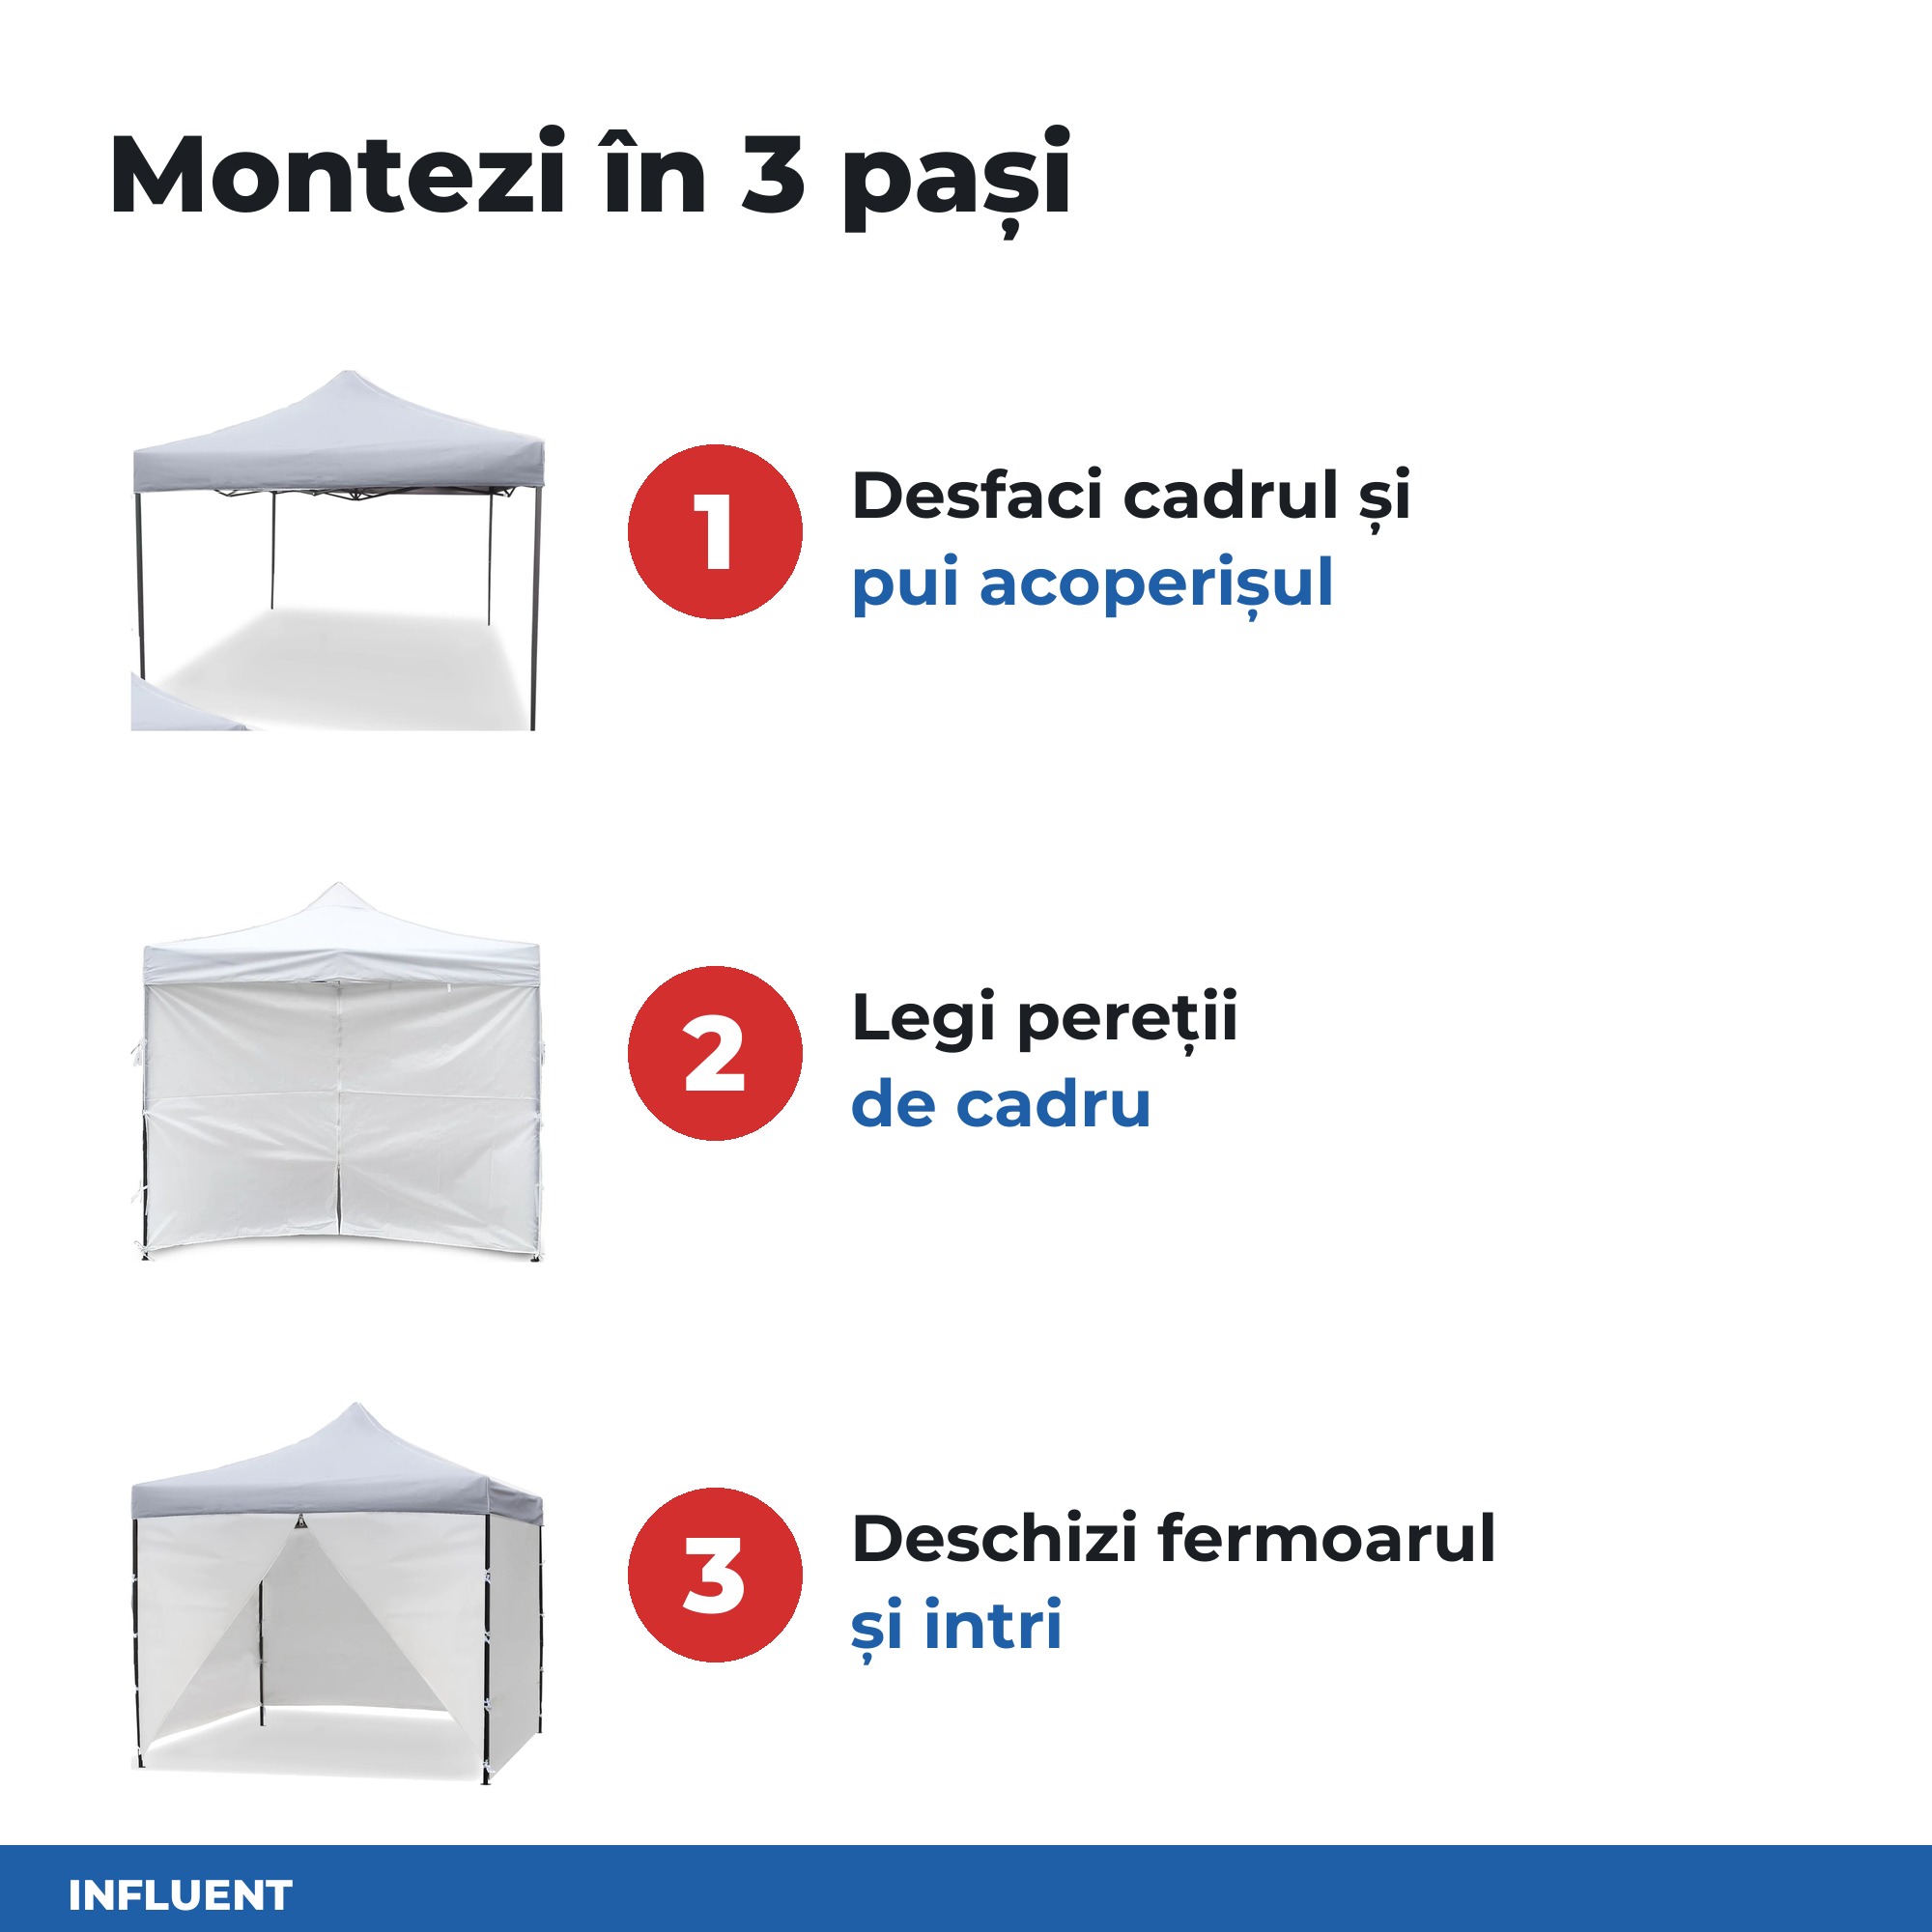 Montezi în 3 pași
1
Desfaci cadrul și
pui acoperișul
2
Legi pereții
de cadru
3
Deschizi fermoarul
și intri
INFLUENT